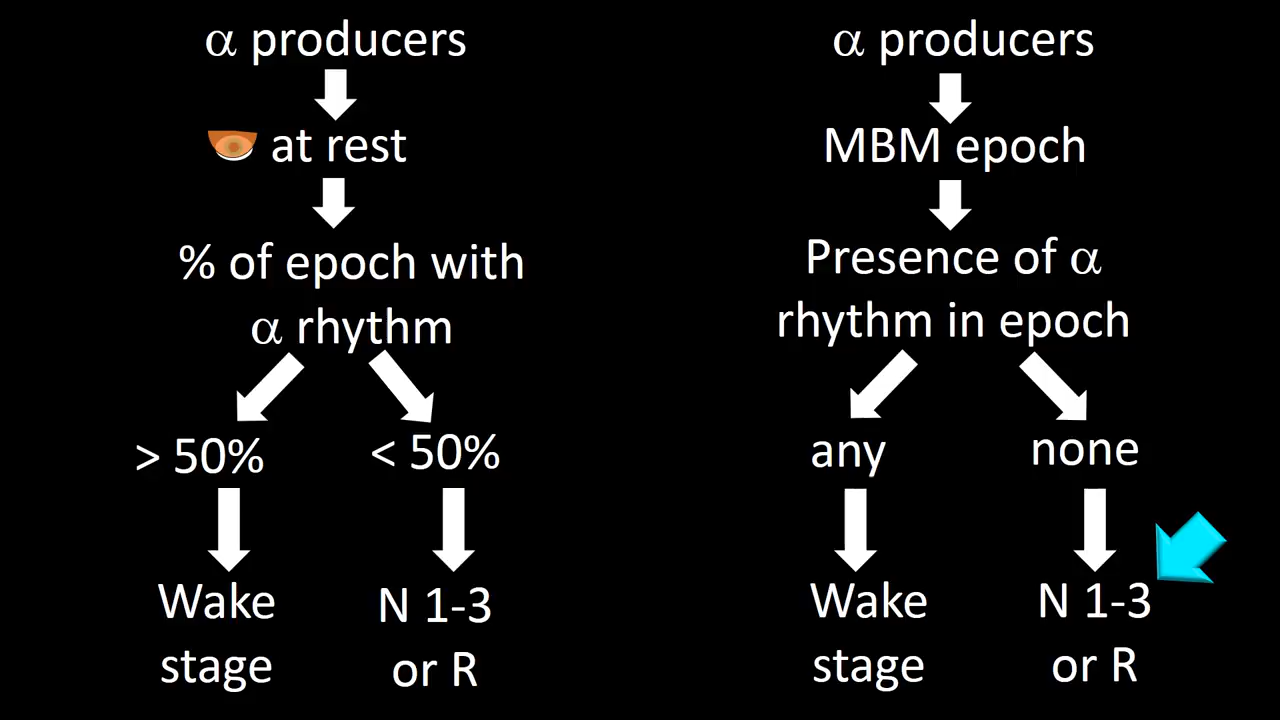 α producers
at rest
% of epoch with
α rhythm
> 50%
< 50%
Wake
stage
N 1-3
or R
α producers
MBM epoch
Presence of α
rhythm in epoch
any
none
Wake
stage
N 1-3
or R